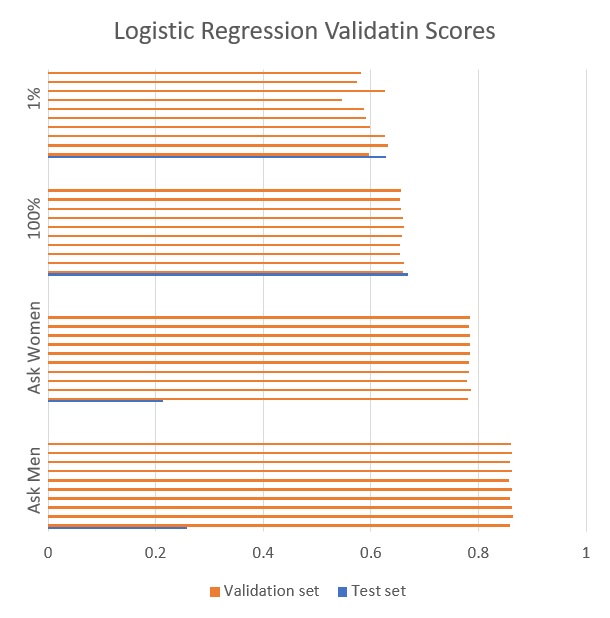 Logistic Regression Validatin Scores
1%
100%
Ask Women
Ask Men
0 0.2 0.4 0.6 0.8 1
Validation set Test set